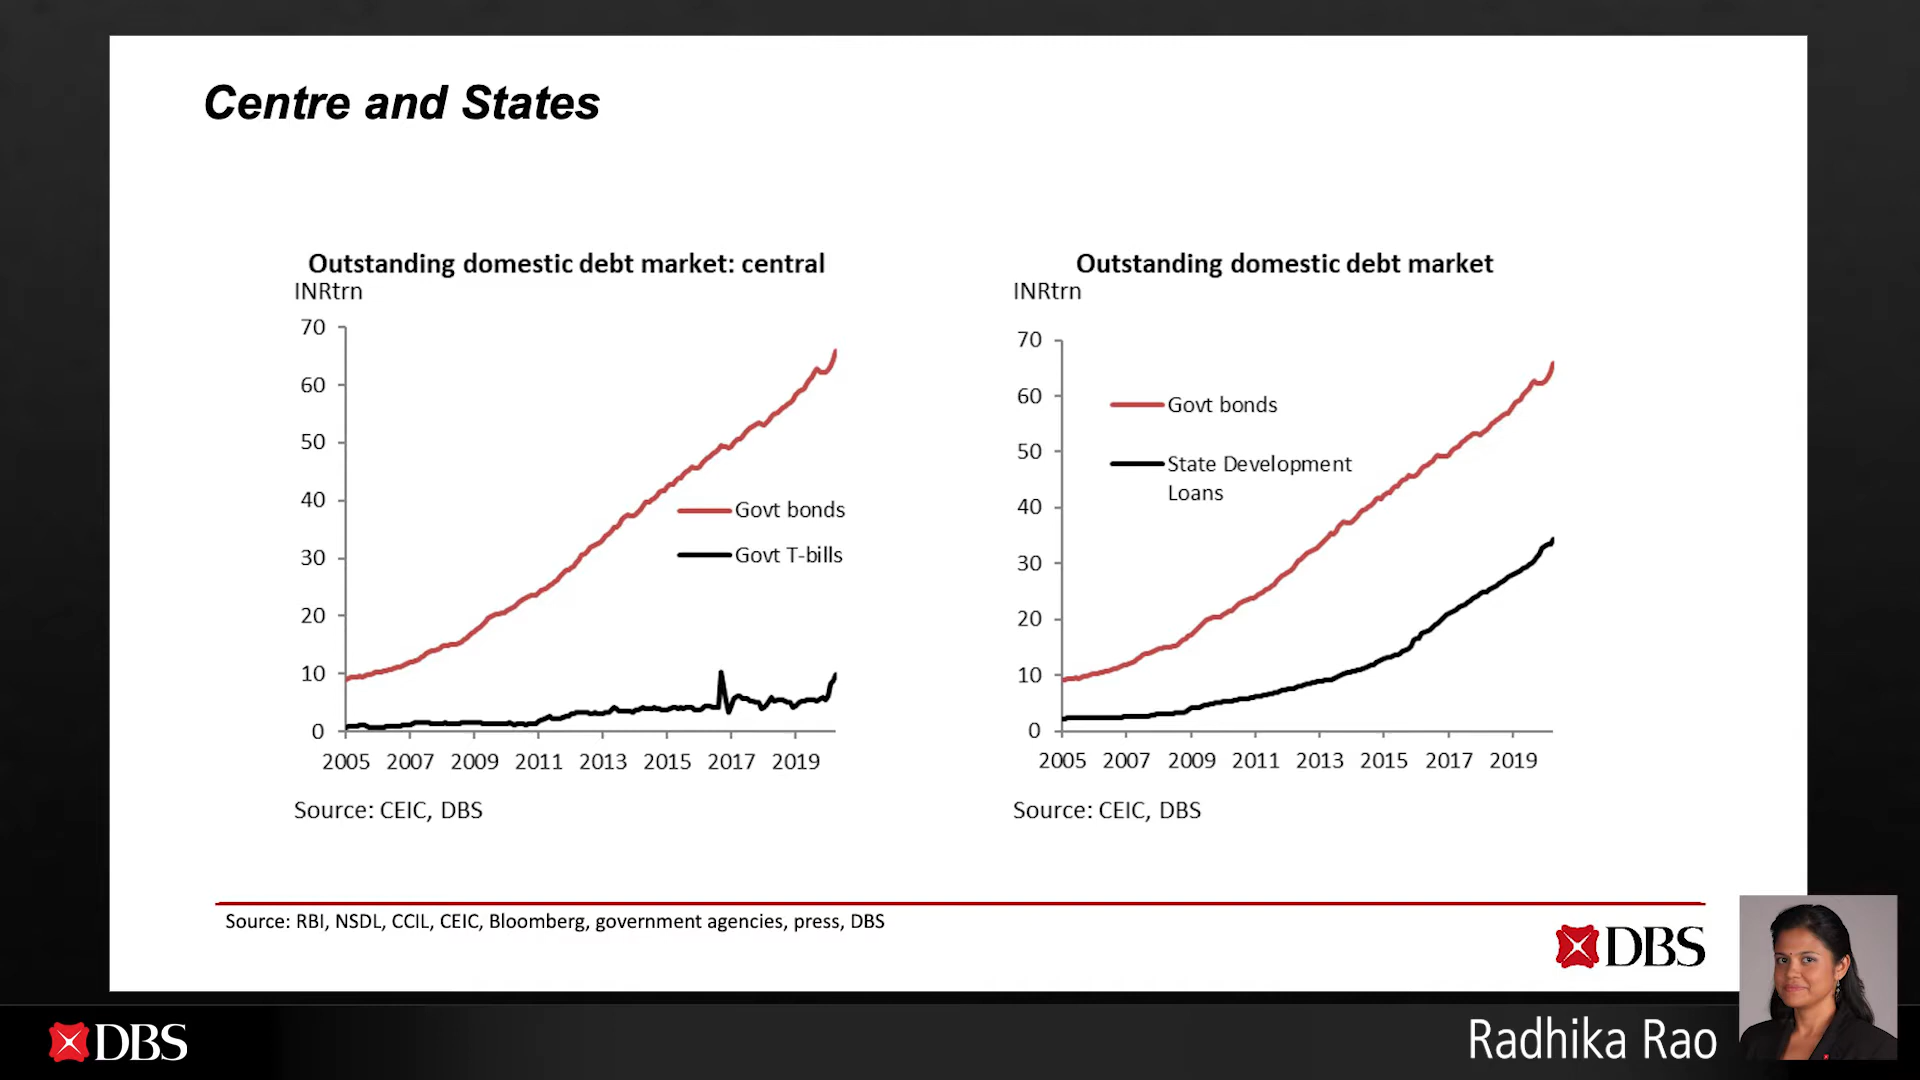 Centre and States
Outstanding domestic debt market: central
INRtrn
70
60
50
40
30
20
10
0
Govt bonds
Govt T-bills
2005 2007 2009 2011 2013 2015 2017 2019
Source: CEIC, DBS
Outstanding domestic debt market
INRtrn
70
60
50
40
30
20
10
0
Govt bonds
State Development
Loans
2005 2007 2009 2011 2013 2015 2017 2019
Source: CEIC, DBS
Source: RBI, NSDL, CCIL, CEIC, Bloomberg, government agencies, press, DBS
DBS
DBS
Radhika Rao